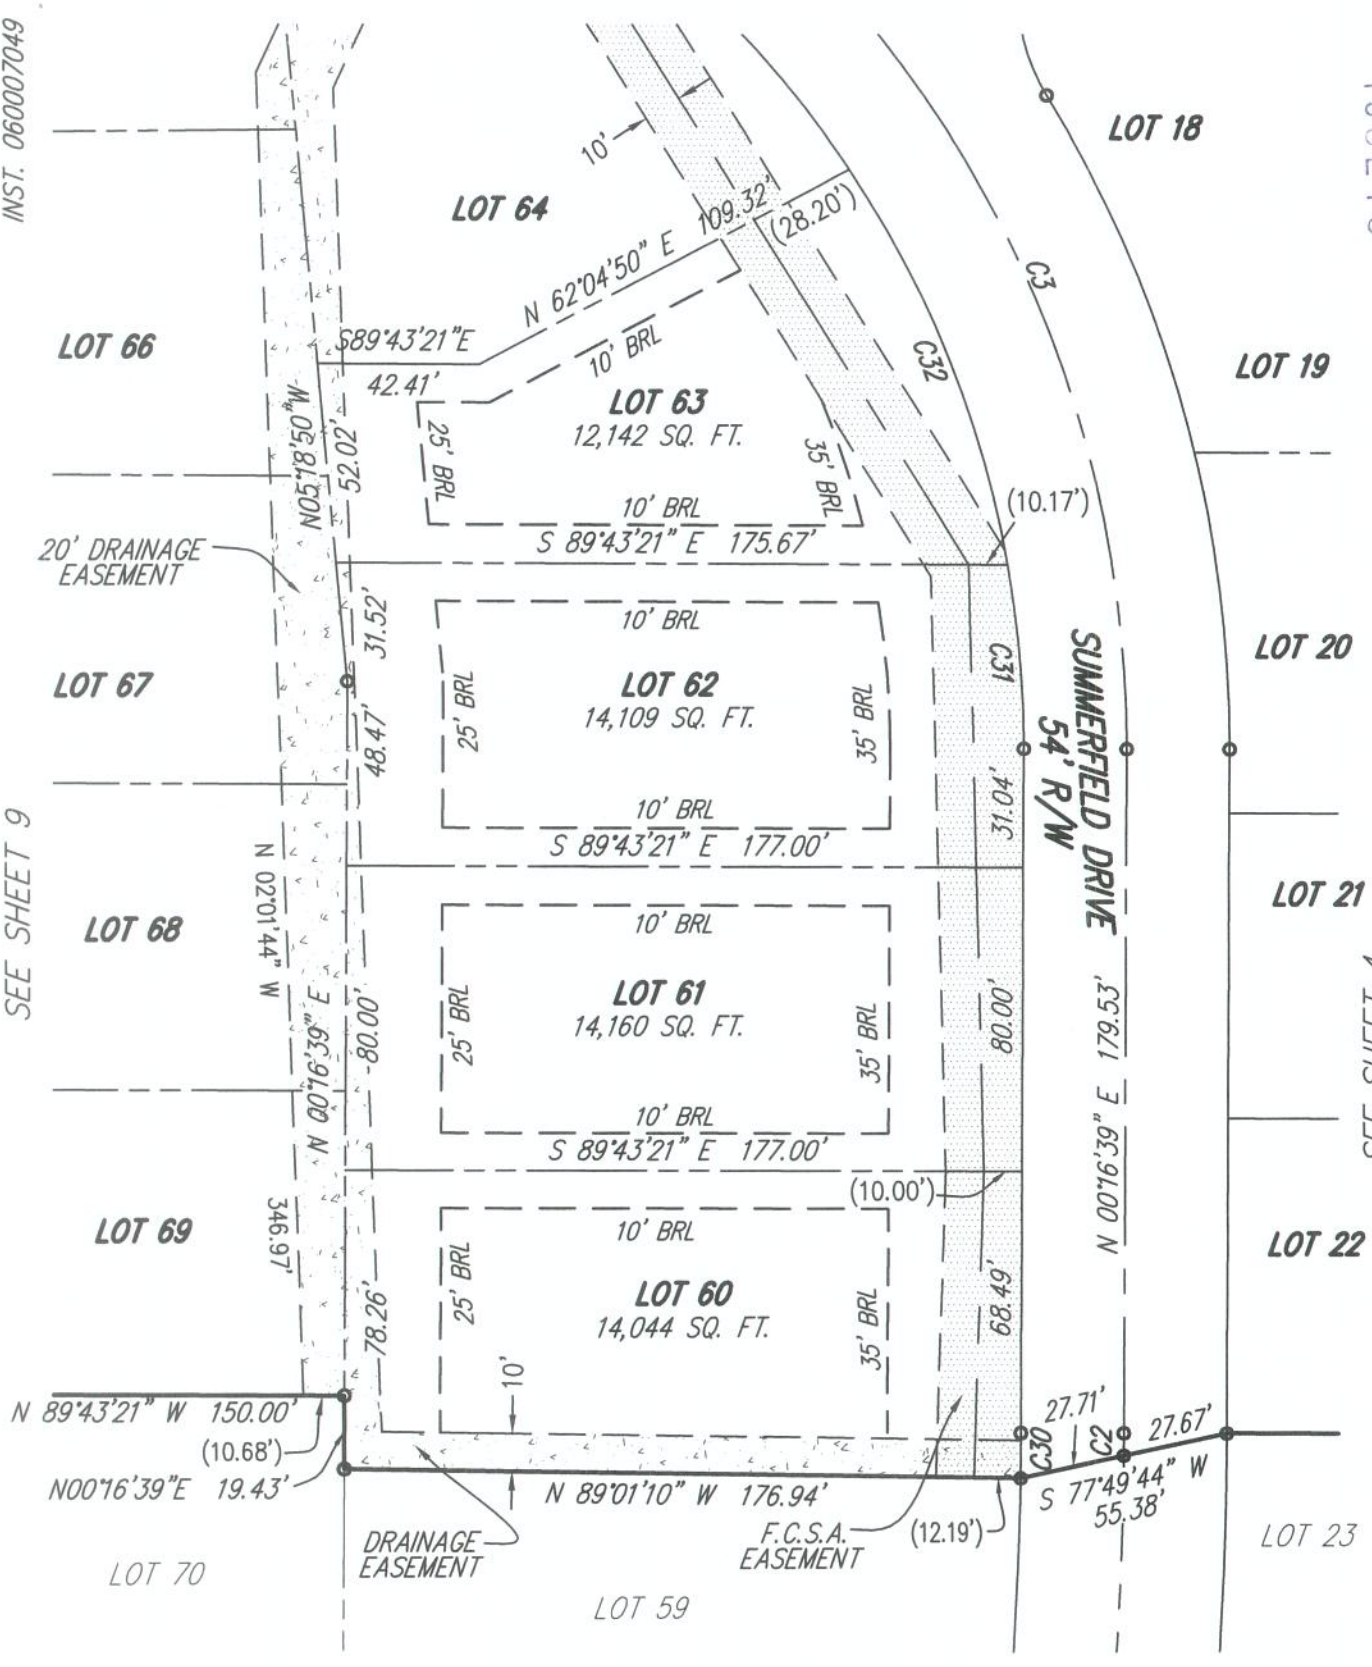 INST. 060007049
LOT 18
10'
LOT 64
109.32'
(28.20')
N 62°04'50" E
C3
LOT 66
S89°43'21"E
42.41'
10' BRL
C32
LOT 19
LOT 63
12,142 SQ. FT.
25' BRL
35' BRL
N05°18'50"W
52.02'
10' BRL
(10.17')
S 89°43'21" E 175.67'
20' DRAINAGE
EASEMENT
31.52'
10' BRL
C31
SUMMERFIELD DRIVE
54' R/W
LOT 20
LOT 67
LOT 62
14,109 SQ. FT.
25' BRL
35' BRL
48.47'
31.04'
10' BRL
S 89°43'21" E 177.00'
SEE SHEET 9
N 02°01'44" W
346.97'
LOT 21
LOT 68
10' BRL
LOT 61
14,160 SQ. FT.
25' BRL
35' BRL
N 00°16'39" E
80.00'
80.00'
N 00°16'39" E 179.53'
SEE SHEET
10' BRL
S 89°43'21" E 177.00'
(10.00')
LOT 69
10' BRL
LOT 22
LOT 60
14,044 SQ. FT.
25' BRL
35' BRL
78.26'
68.49'
10'
N 89°43'21" W 150.00'
(10.68')
N00°16'39"E 19.43'
27.71'
C30
C2
27.67'
S 77°49'44" W
55.38'
N 89°01'10" W 176.94'
DRAINAGE
EASEMENT
F.C.S.A.
EASEMENT
(12.19')
LOT 23
LOT 70
LOT 59